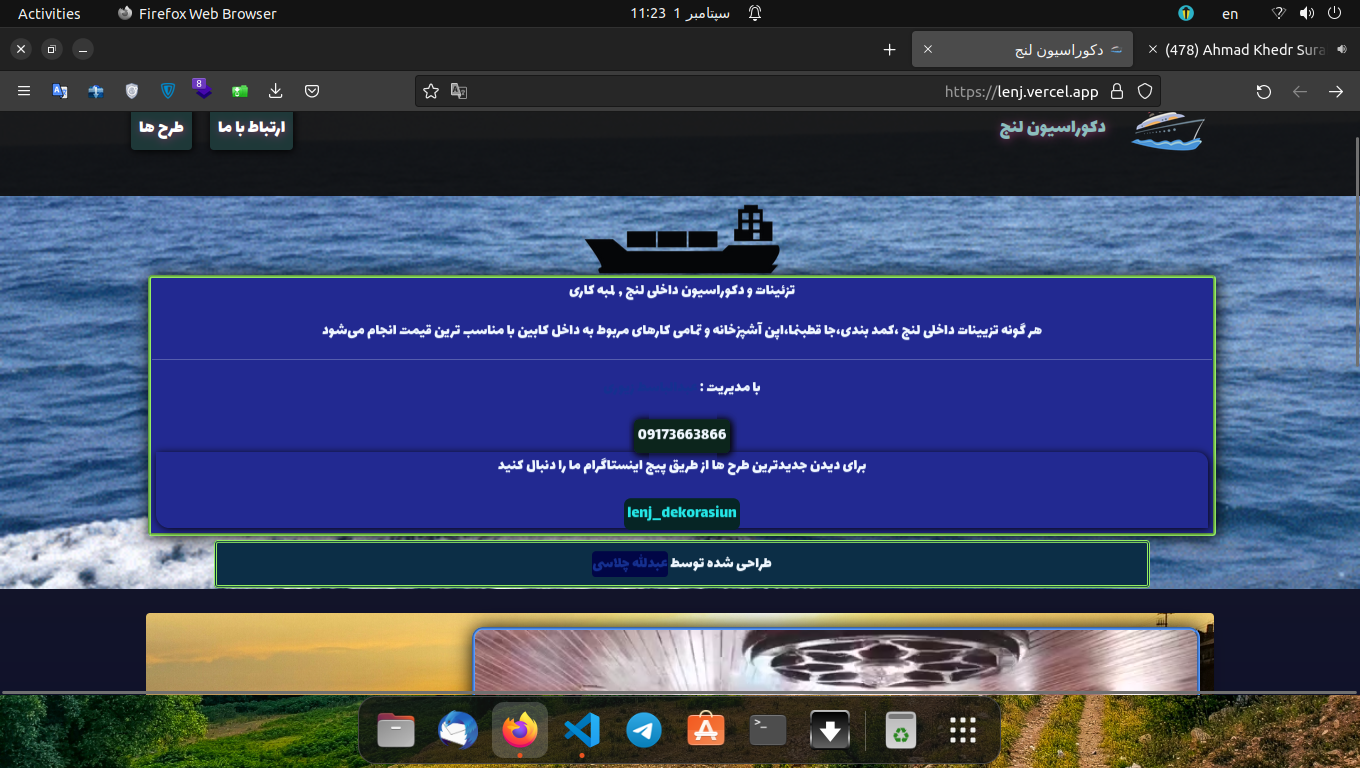 Activities
Firefox Web Browser
11:23 سپتامبر 1
en
دکوراسیون لنج
(478) Ahmad Khedr Sura
8
https://lenj.vercel.app
طرح ها
ارتباط با ما
دکوراسیون لنج
تزئینات و دکوراسیون داخلی لنج , لمبه کاری
هر گونه تزیینات داخلی لنج ،کمد بندی،جا قطبنما،اپن آشپزخانه و تمامی کارهای مربوط به داخل کابین با مناسب ترین قیمت انجام می‌شود
با مدیریت :
09173663866
برای دیدن جدیدترین طرح ها از طریق پیج اینستاگرام ما را دنبال کنید
lenj_dekorasiun
طراحی شده توسط عبدلله چلاسی